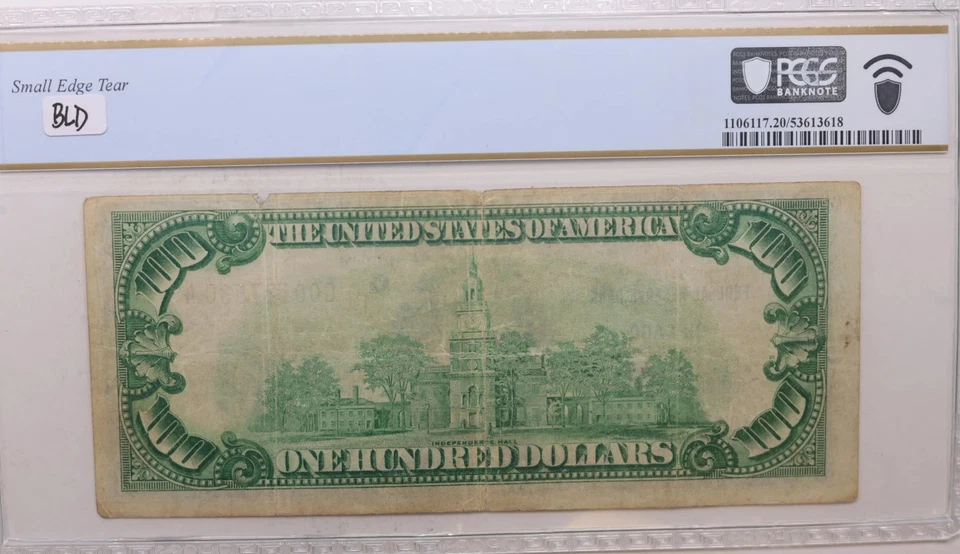 Small Edge Tear
BLD
PCGS
BANKNOTE
1106117.20/53613618
THE UNITED STATES OF AMERICA
100
100
INDEPENDENCE HALL
100
100
ONE HUNDRED DOLLARS